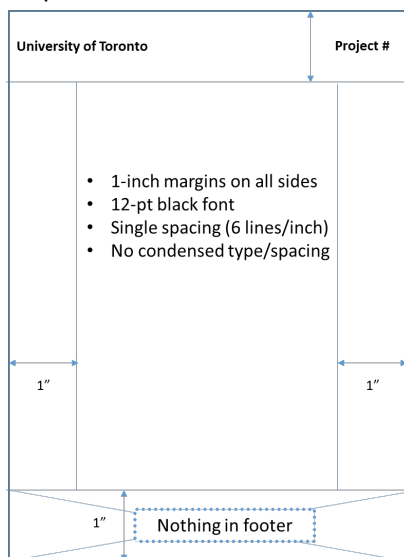 University of Toronto
Project #
• 1-inch margins on all sides
• 12-pt black font
• Single spacing (6 lines/inch)
• No condensed type/spacing
1”
1”
1”
Nothing in footer